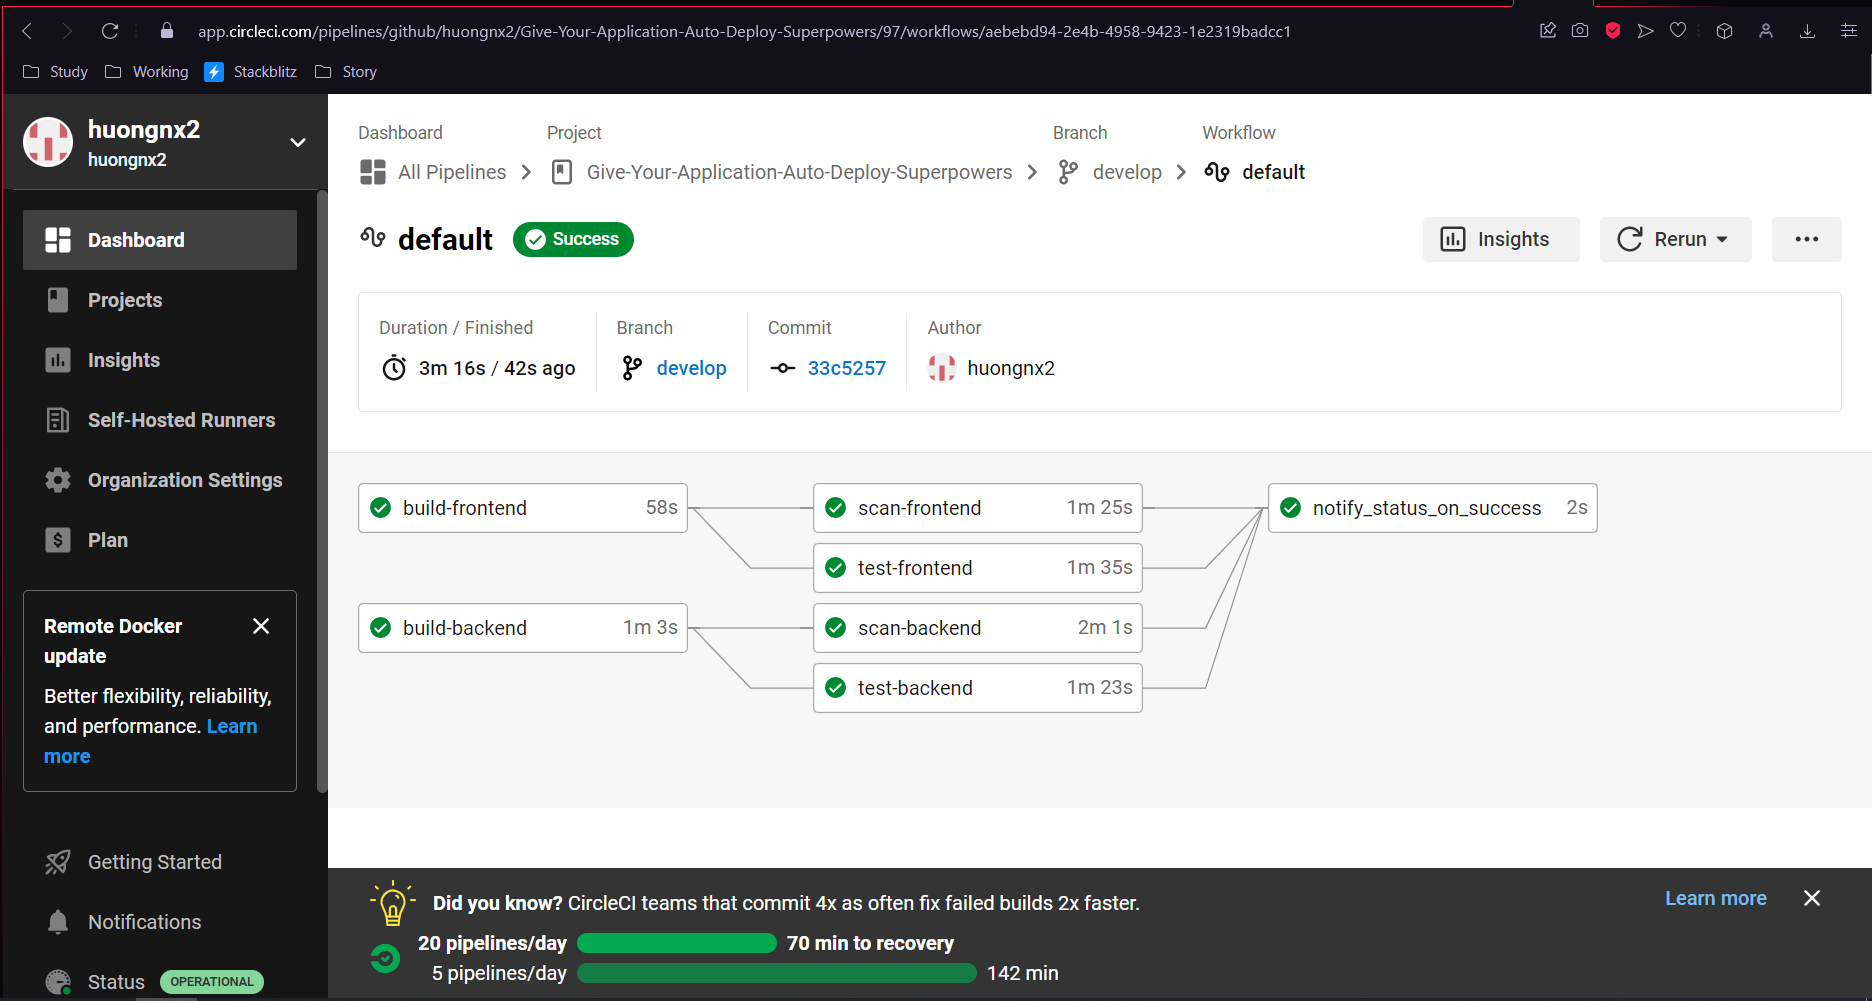 app.circleci.com/pipelines/github/huongnx2/Give-Your-Application-Auto-Deploy-Superpowers/97/workflows/aebebd94-2e4b-4958-9423-1e2319badcc1
Study Working Stackblitz Story
huongnx2
huongnx2
Dashboard
Projects
Insights
Self-Hosted Runners
Organization Settings
Plan
Remote Docker
update
Better flexibility, reliability,
and performance. Learn
more
Getting Started
Notifications
Status OPERATIONAL
Dashboard Project Branch Workflow
All Pipelines Give-Your-Application-Auto-Deploy-Superpowers develop default
default Success Insights Rerun
Duration / Finished Branch Commit Author
3m 16s / 42s ago develop 33c5257 huongnx2
build-frontend 58s scan-frontend 1m 25s notify_status_on_success 2s
test-frontend 1m 35s
build-backend 1m 3s scan-backend 2m 1s
test-backend 1m 23s
Did you know? CircleCI teams that commit 4x as often fix failed builds 2x faster. Learn more
20 pipelines/day 70 min to recovery
5 pipelines/day 142 min